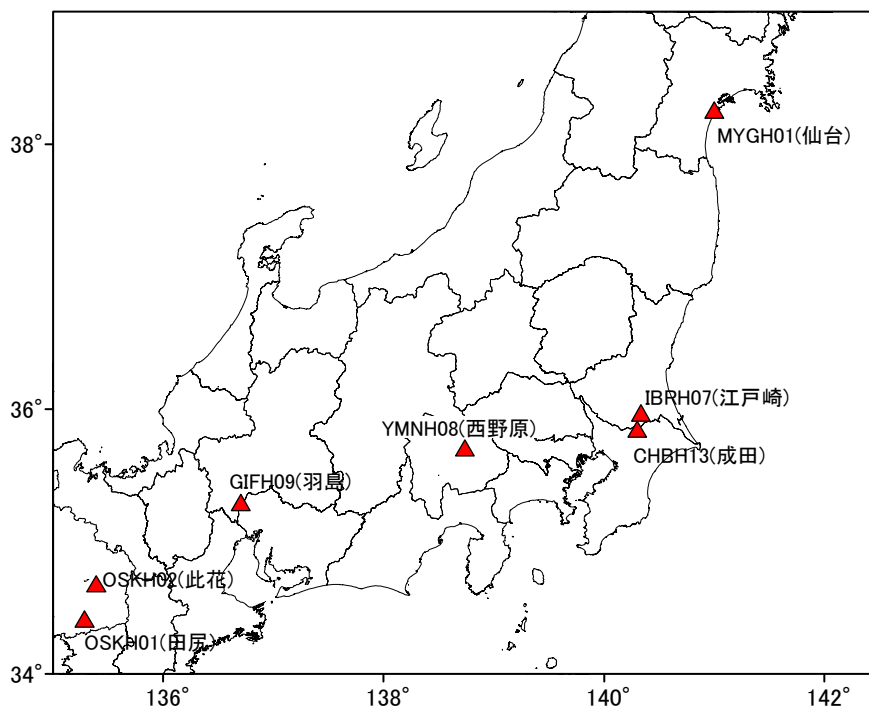 38°
MYGH01(仙台)
36°
IBRH07(江戸崎)
YMNH08(西野原)
CHBH13(成田)
GIFH09(羽島)
OSKH02(此花)
OSKH01(田尻)
34°
136°
138°
140°
142°